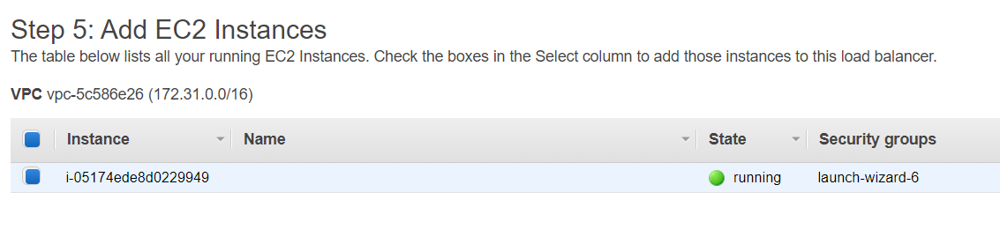 Step 5: Add EC2 Instances
The table below lists all your running EC2 Instances. Check the boxes in the Select column to add those instances to this load balancer.
VPC vpc-5c586e26 (172.31.0.0/16)
Instance Name State Security groups
i-05174ede8d0229949 running launch-wizard-6